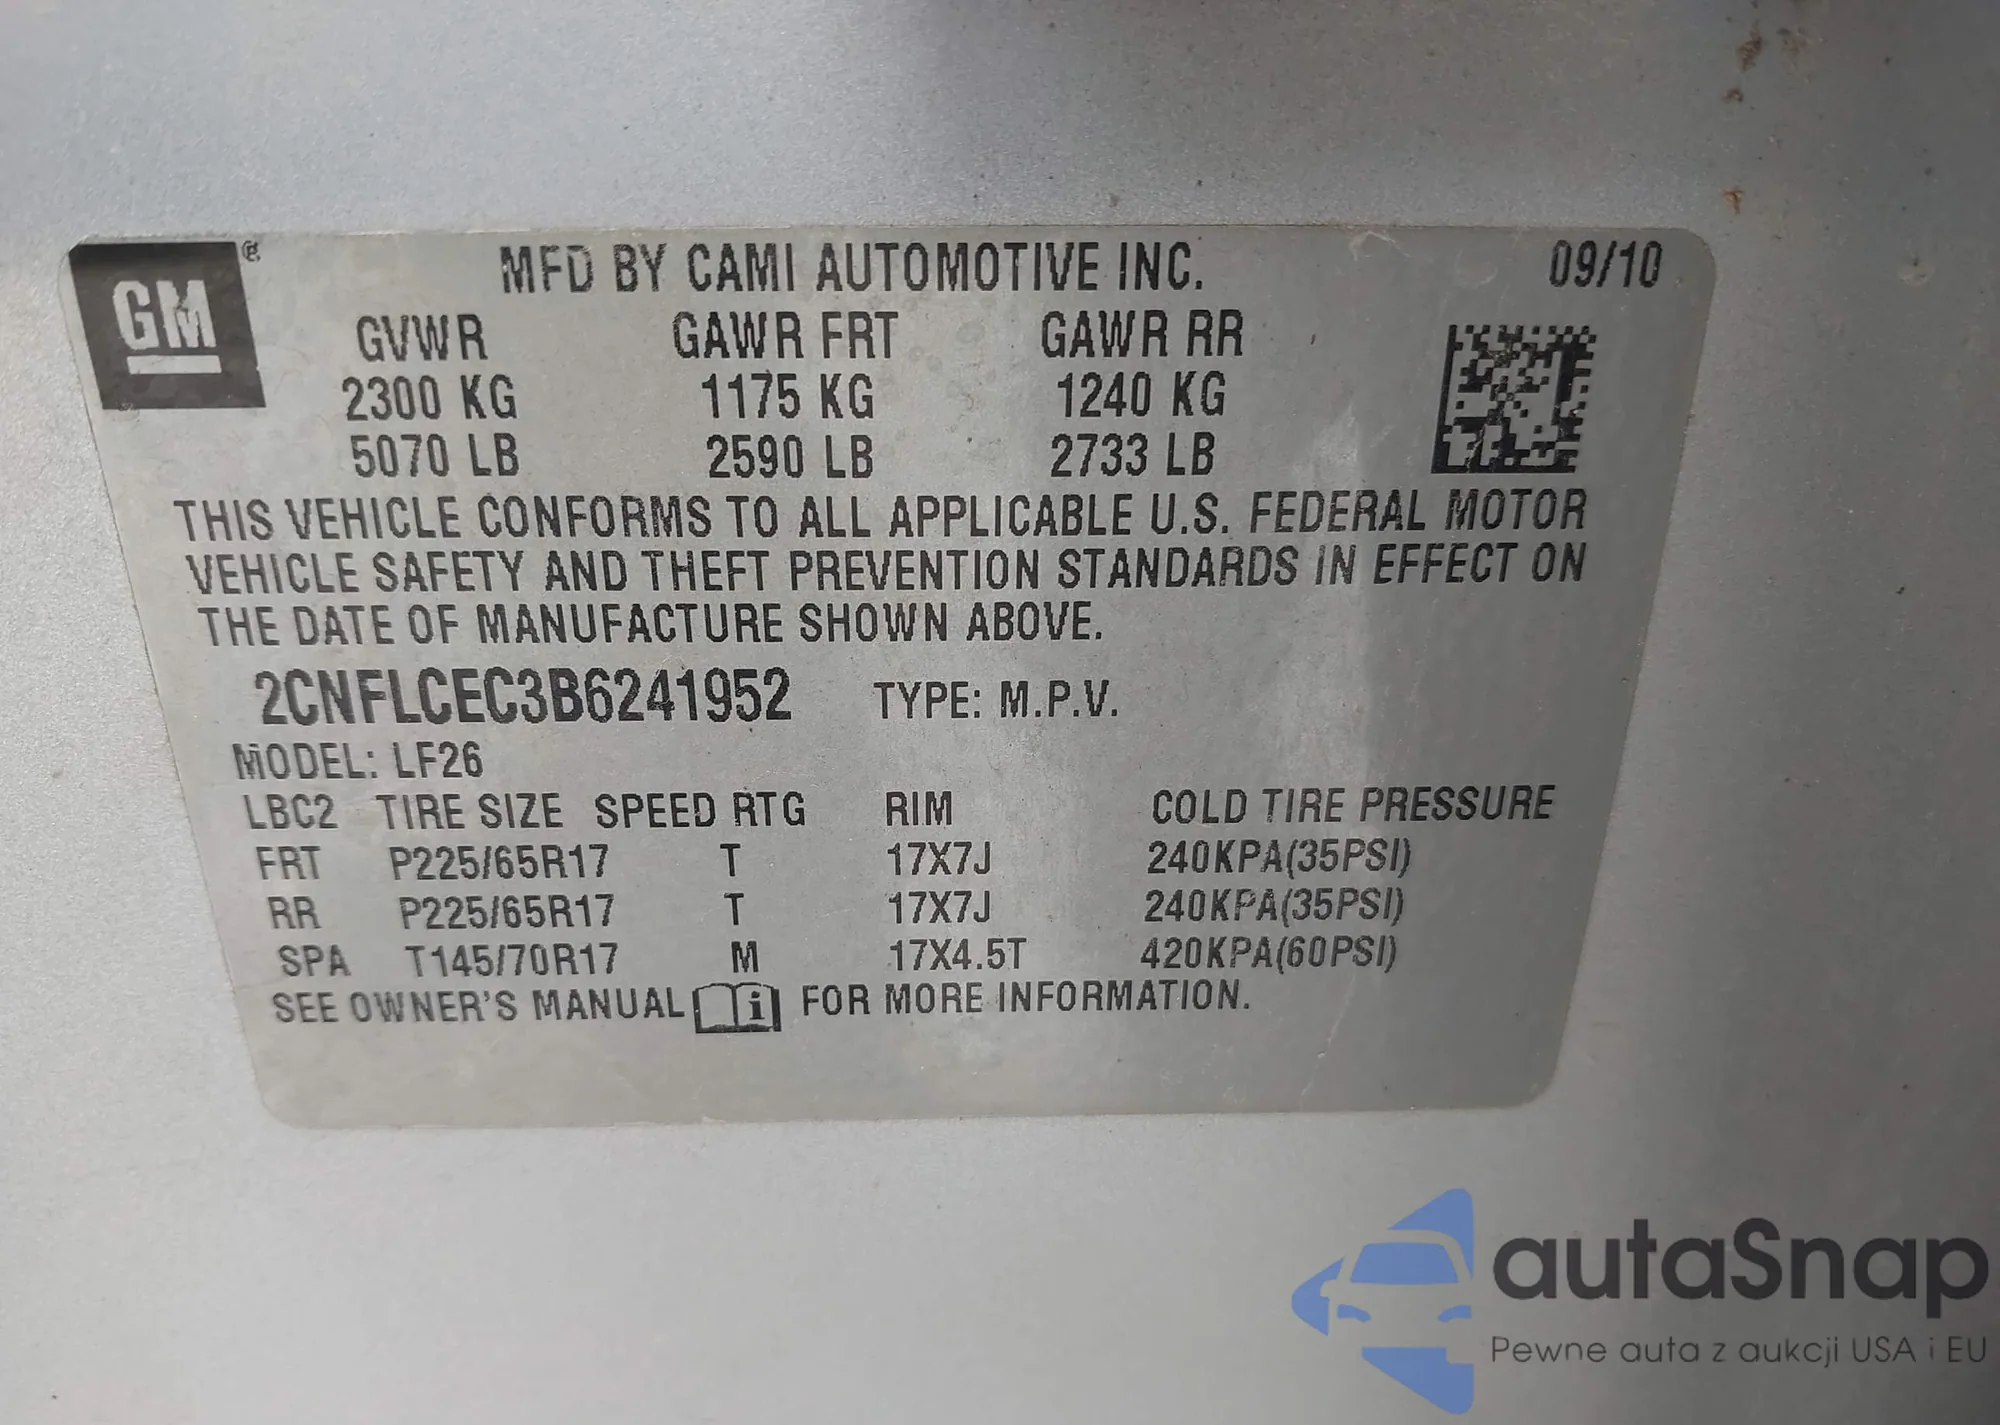 GM ®
MFD BY CAMI AUTOMOTIVE INC. 09/10
GVWR GAWR FRT GAWR RR
2300 KG 1175 KG 1240 KG
5070 LB 2590 LB 2733 LB
THIS VEHICLE CONFORMS TO ALL APPLICABLE U.S. FEDERAL MOTOR
VEHICLE SAFETY AND THEFT PREVENTION STANDARDS IN EFFECT ON
THE DATE OF MANUFACTURE SHOWN ABOVE.
2CNFLCEC3B6241952 TYPE: M.P.V.
MODEL: LF26
LBC2 TIRE SIZE SPEED RTG RIM COLD TIRE PRESSURE
FRT P225/65R17 T 17X7J 240KPA(35PSI)
RR P225/65R17 T 17X7J 240KPA(35PSI)
SPA T145/70R17 M 17X4.5T 420KPA(60PSI)
SEE OWNER'S MANUAL i FOR MORE INFORMATION.
autaSnap
Pewne auta z aukcji USA i EU